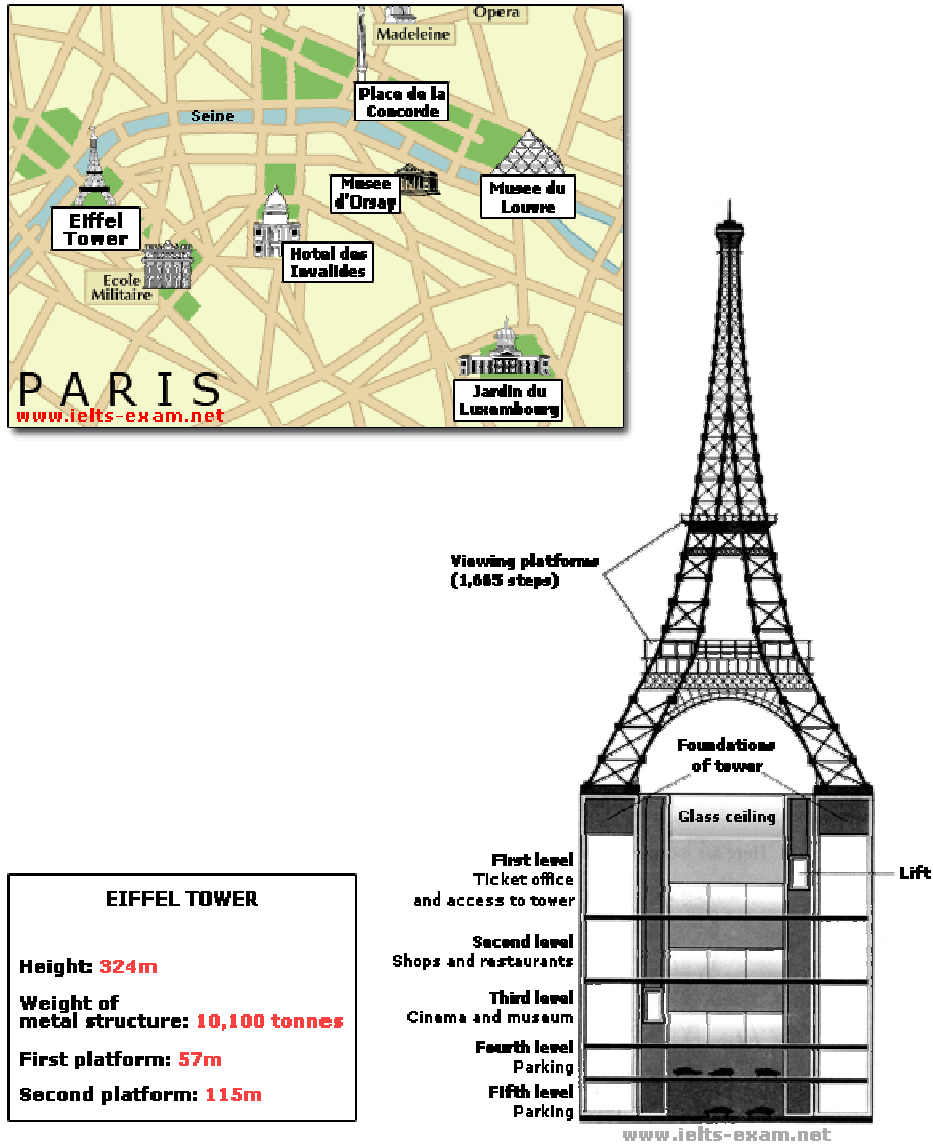 Opera
Madeleine
Place de la
Concorde
Seine
Musee
d'Orsay
Musee du
Louvre
Eiffel
Tower
Hotel des
Invalides
Ecole
Militaire
Jardin du
Luxembourg
PARIS
www.ielts-exam.net
Viewing platforms
(1,665 steps)
Foundations
of tower
Glass ceiling
First level
Ticket office
and access to tower
Lift
Second level
Shops and restaurants
Third level
Cinema and museum
Fourth level
Parking
Fifth level
Parking
EIFFEL TOWER
Height: 324m
Weight of
metal structure: 10,100 tonnes
First platform: 57m
Second platform: 115m
www.ielts-exam.net